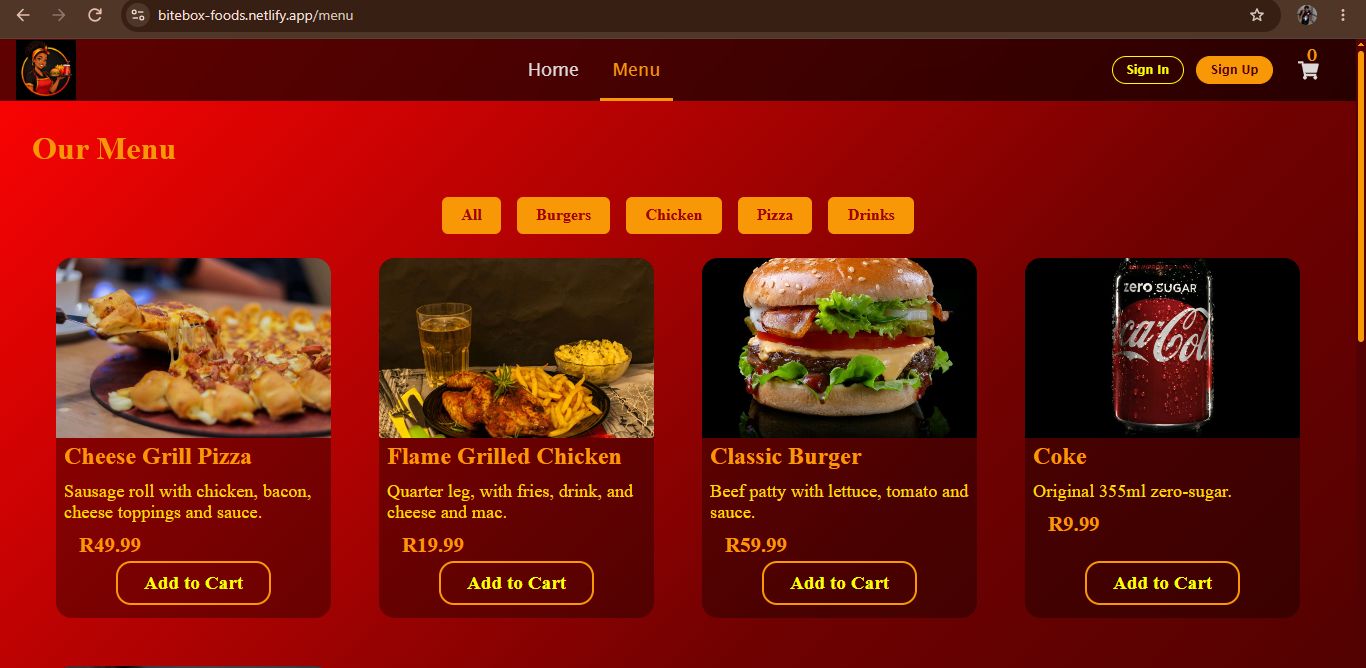 bitebox-foods.netlify.app/menu
Home
Menu
Sign In
Sign Up
0
Our Menu
All
Burgers
Chicken
Pizza
Drinks
zero SUGAR
Cheese Grill Pizza
Sausage roll with chicken, bacon,
cheese toppings and sauce.
R49.99
Add to Cart
Flame Grilled Chicken
Quarter leg, with fries, drink, and
cheese and mac.
R19.99
Add to Cart
Classic Burger
Beef patty with lettuce, tomato and
sauce.
R59.99
Add to Cart
Coke
Original 355ml zero-sugar.
R9.99
Add to Cart